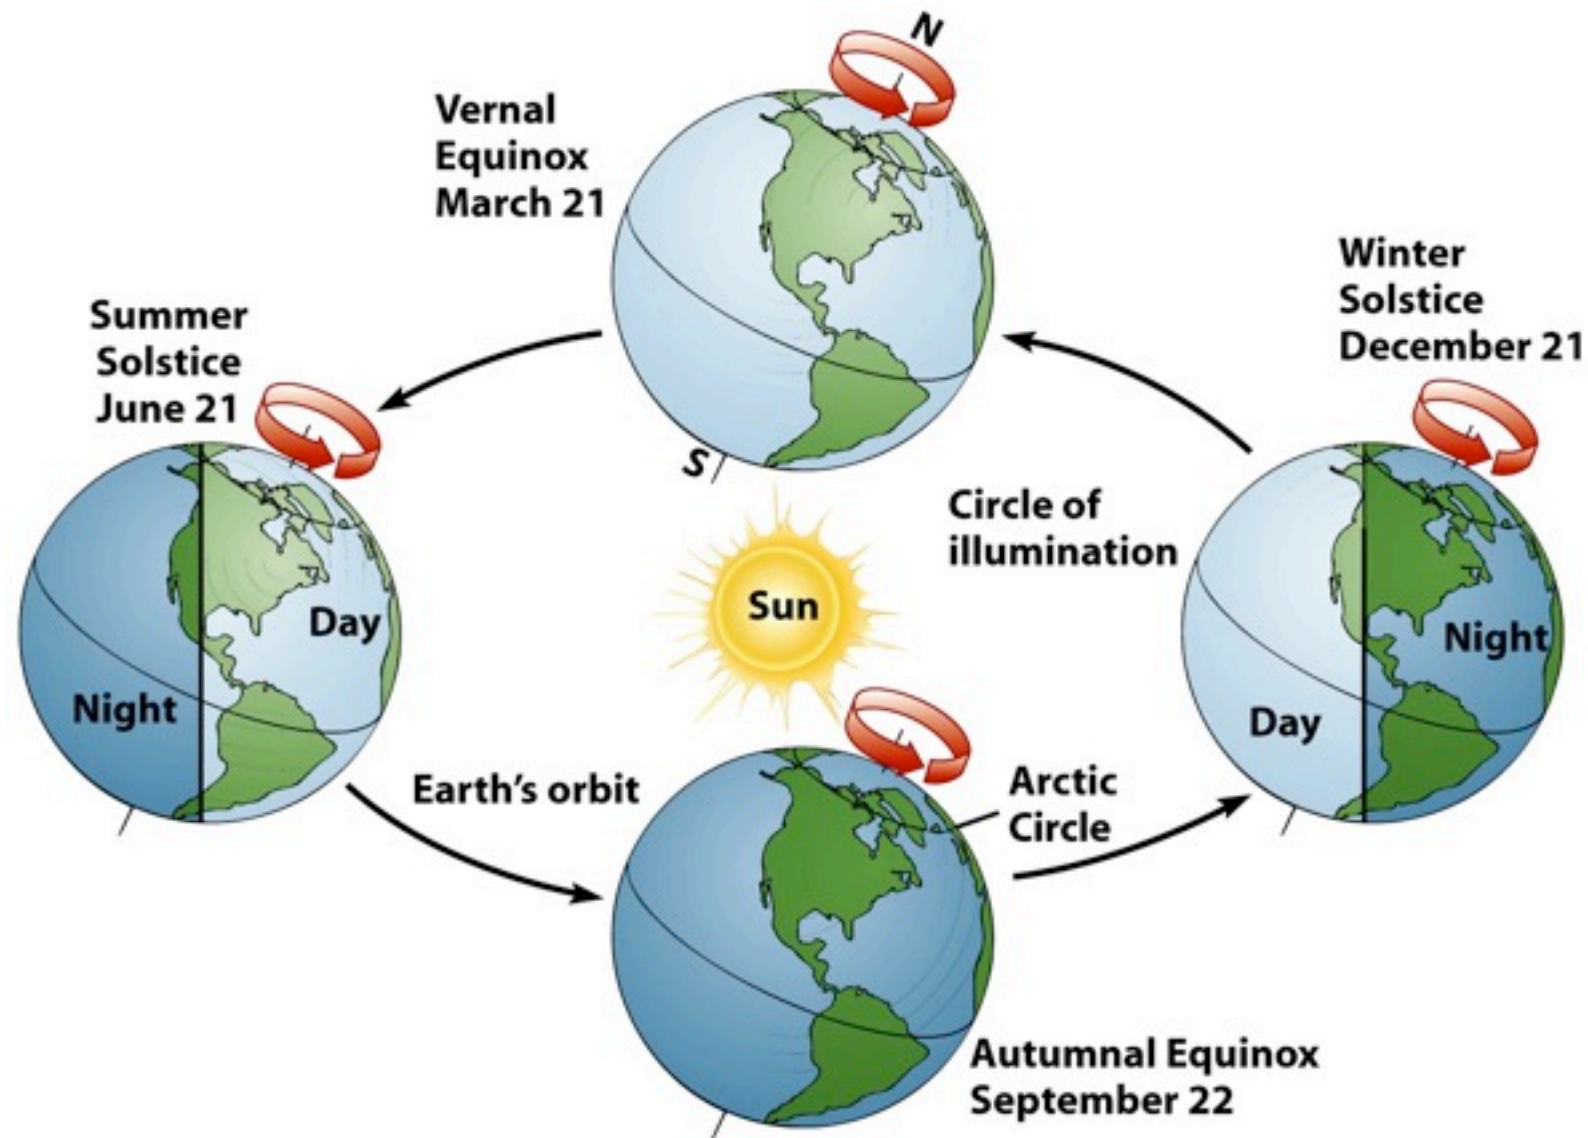 N
Vernal
Equinox
March 21
Winter
Solstice
December 21
Summer
Solstice
June 21
S
Circle of
illumination
Sun
Day
Night
Night
Day
Earth's orbit
Arctic
Circle
Autumnal Equinox
September 22